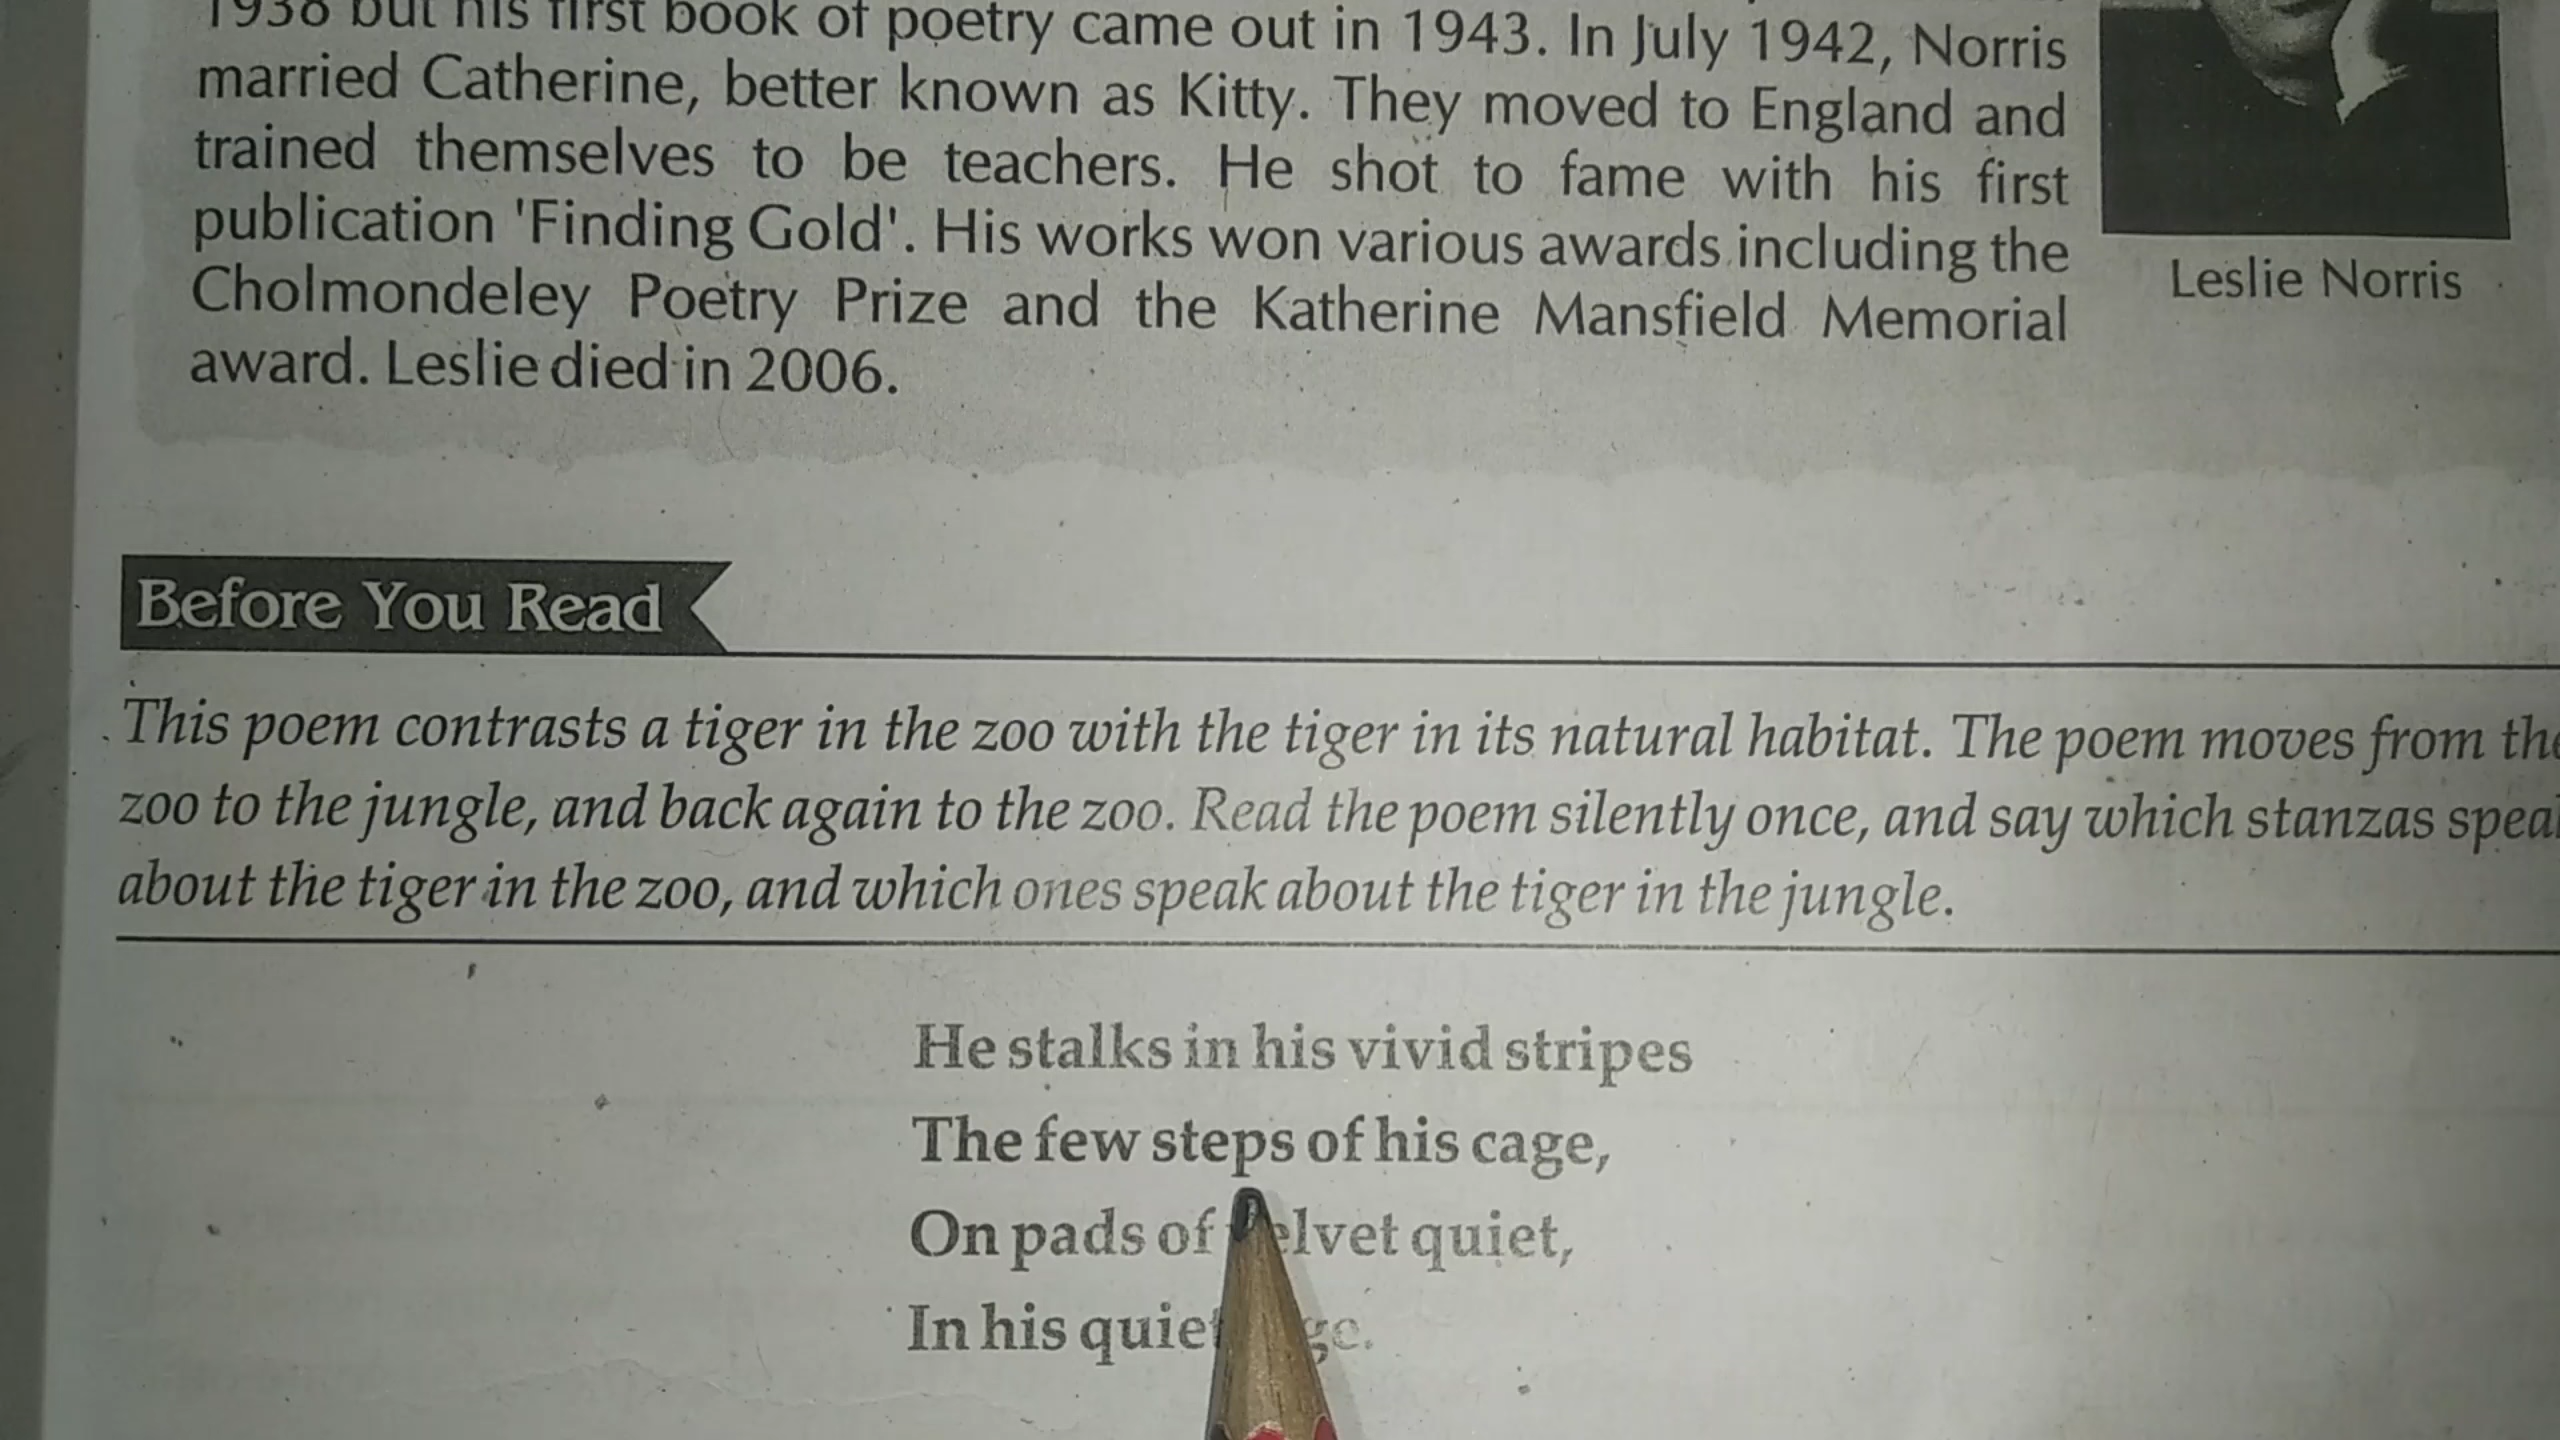 1938 but his first book of poetry came out in 1943. In July 1942, Norris
married Catherine, better known as Kitty. They moved to England and
trained themselves to be teachers. He shot to fame with his first
publication 'Finding Gold'. His works won various awards including the
Cholmondeley Poetry Prize and the Katherine Mansfield Memorial
award. Leslie died in 2006.
Leslie Norris
Before You Read
This poem contrasts a tiger in the zoo with the tiger in its natural habitat. The poem moves from the
zoo to the jungle, and back again to the zoo. Read the poem silently once, and say which stanzas speak
about the tiger in the zoo, and which ones speak about the tiger in the jungle.
He stalks in his vivid stripes
The few steps of his cage,
On pads of velvet quiet,
In his quiet